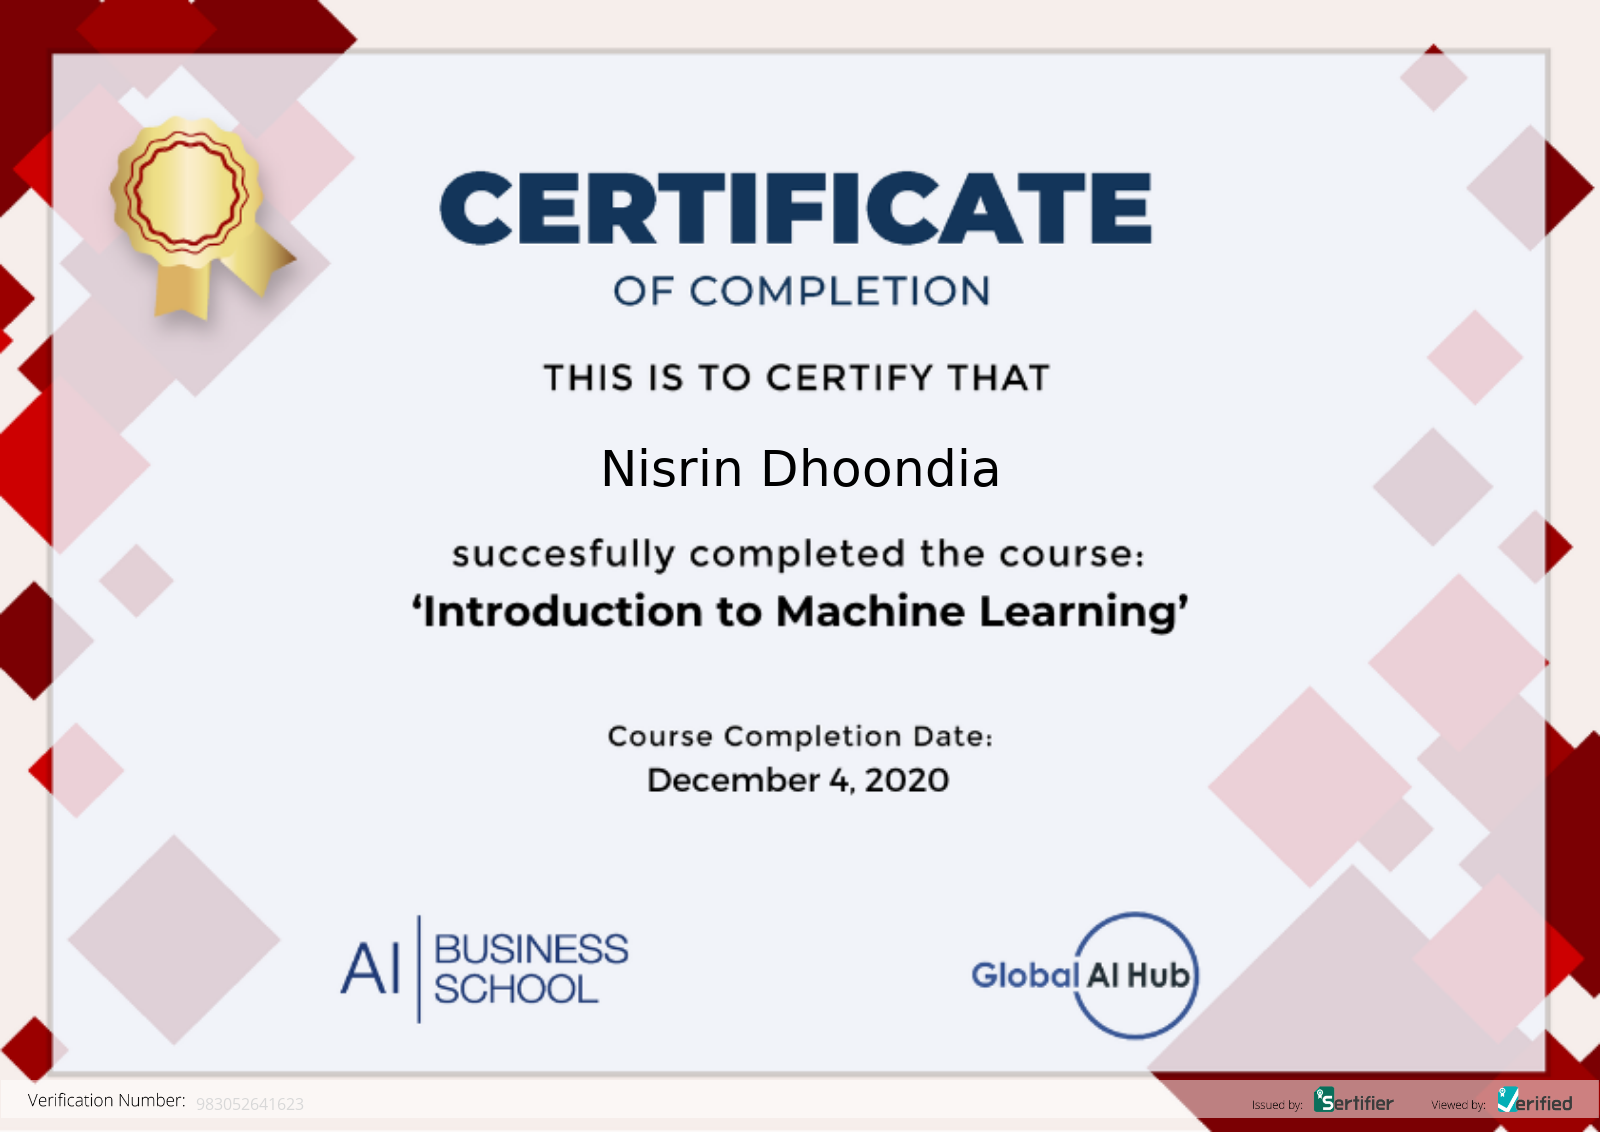 CERTIFICATE
OF COMPLETION
THIS IS TO CERTIFY THAT
Nisrin Dhoondia
succesfully completed the course:
‘Introduction to Machine Learning’
Course Completion Date:
December 4, 2020
AI BUSINESS
SCHOOL
Global AI Hub
Verification Number: 983052641623
Issued by: Sertifier Viewed by: Verified